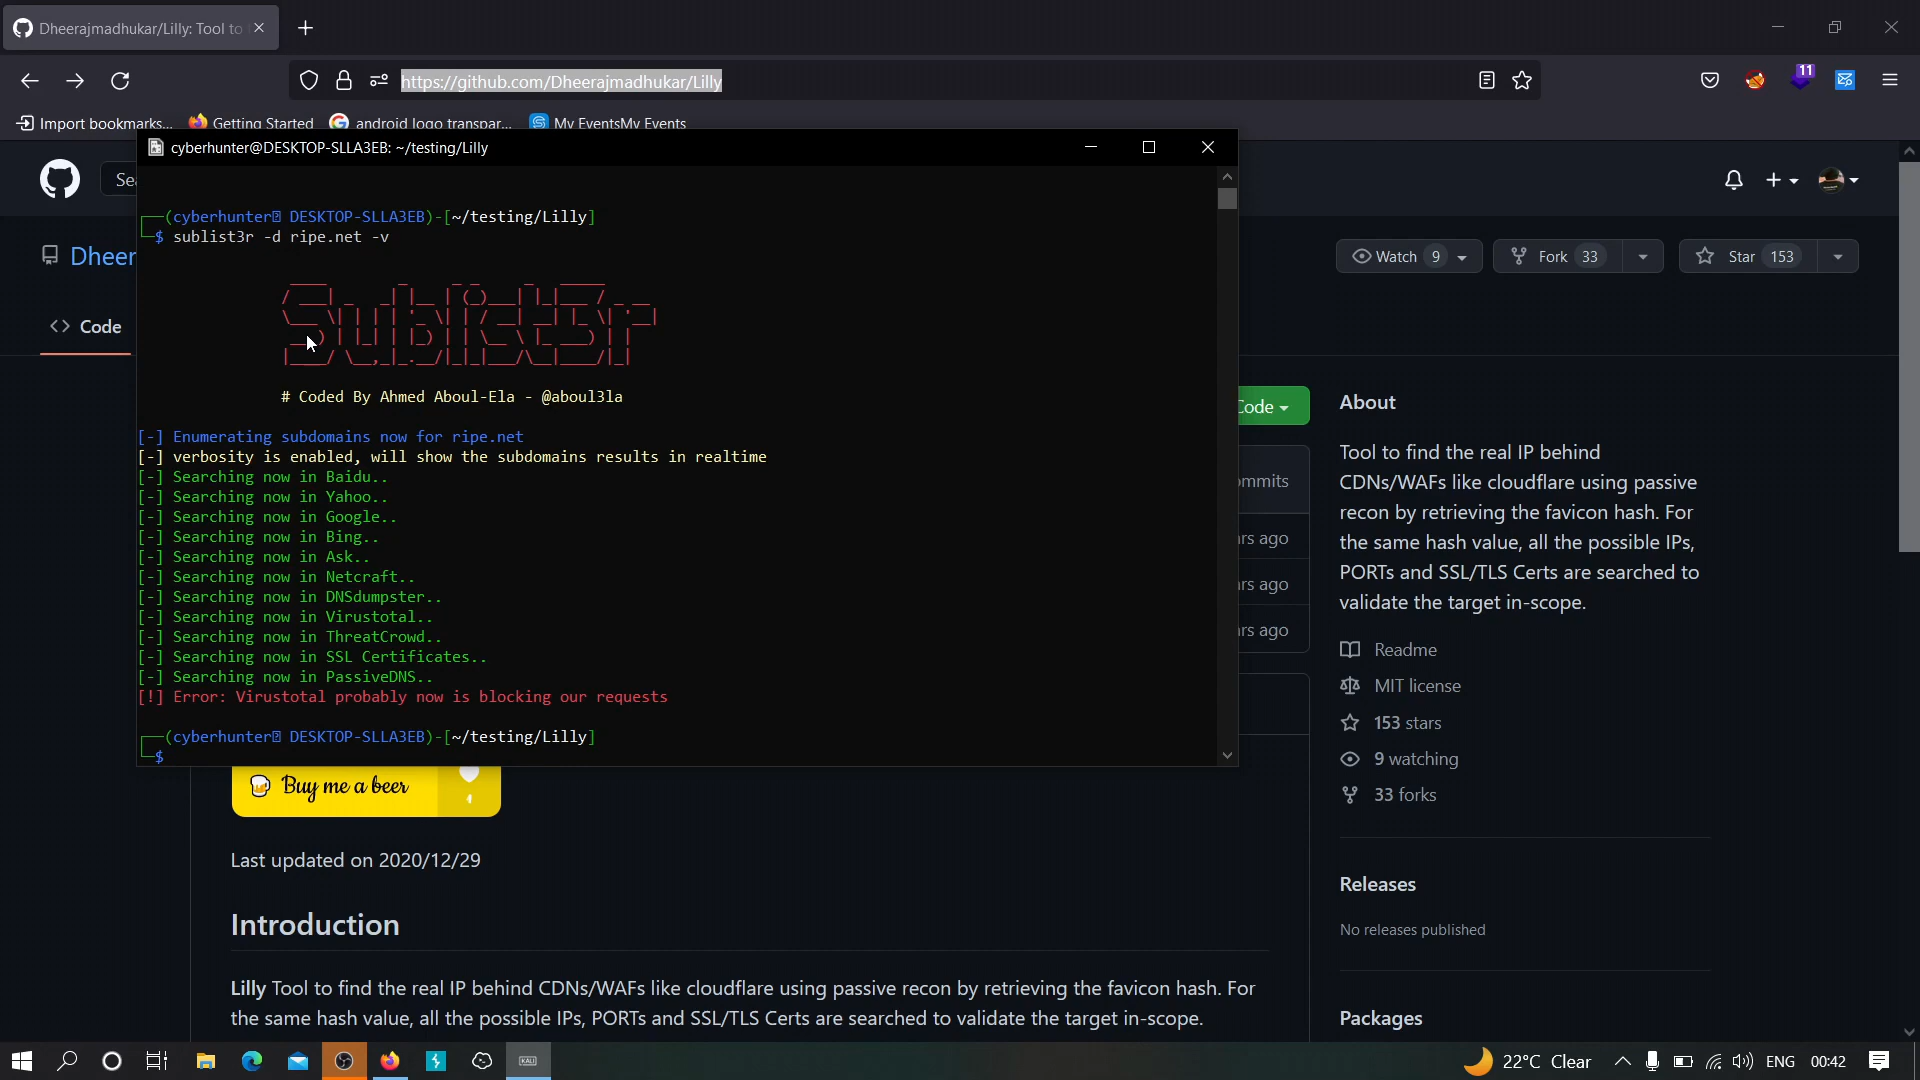 Dheerajmadhukar/Lilly: Tool to
https://github.com/Dheerajmadhukar/Lilly
11
Import bookmarks...
Getting Started
android logo transpar...
My EventsMy Events
cyberhunter@DESKTOP-SLLA3EB: ~/testing/Lilly
Sea
Dheer
Watch 9
Fork 33
Star 153
<> Code
┌──(cyberhunter DESKTOP-SLLA3EB)-[~/testing/Lilly]
└─$ sublist3r -d ripe.net -v
Sublist3r
# Coded By Ahmed Aboul-Ela - @aboul3la
[-] Enumerating subdomains now for ripe.net
[-] verbosity is enabled, will show the subdomains results in realtime
[-] Searching now in Baidu..
[-] Searching now in Yahoo..
[-] Searching now in Google..
[-] Searching now in Bing..
[-] Searching now in Ask..
[-] Searching now in Netcraft..
[-] Searching now in DNSdumpster..
[-] Searching now in Virustotal..
[-] Searching now in ThreatCrowd..
[-] Searching now in SSL Certificates..
[-] Searching now in PassiveDNS..
[!] Error: Virustotal probably now is blocking our requests
┌──(cyberhunter DESKTOP-SLLA3EB)-[~/testing/Lilly]
└─$
Code
ommits
rs ago
rs ago
rs ago
About
Tool to find the real IP behind
CDNs/WAFs like cloudflare using passive
recon by retrieving the favicon hash. For
the same hash value, all the possible IPs,
PORTs and SSL/TLS Certs are searched to
validate the target in-scope.
Readme
MIT license
153 stars
9 watching
33 forks
Releases
No releases published
Packages
Buy me a beer
4
Last updated on 2020/12/29
Introduction
Lilly Tool to find the real IP behind CDNs/WAFs like cloudflare using passive recon by retrieving the favicon hash. For
the same hash value, all the possible IPs, PORTs and SSL/TLS Certs are searched to validate the target in-scope.
KALI
22°C Clear
ENG
00:42